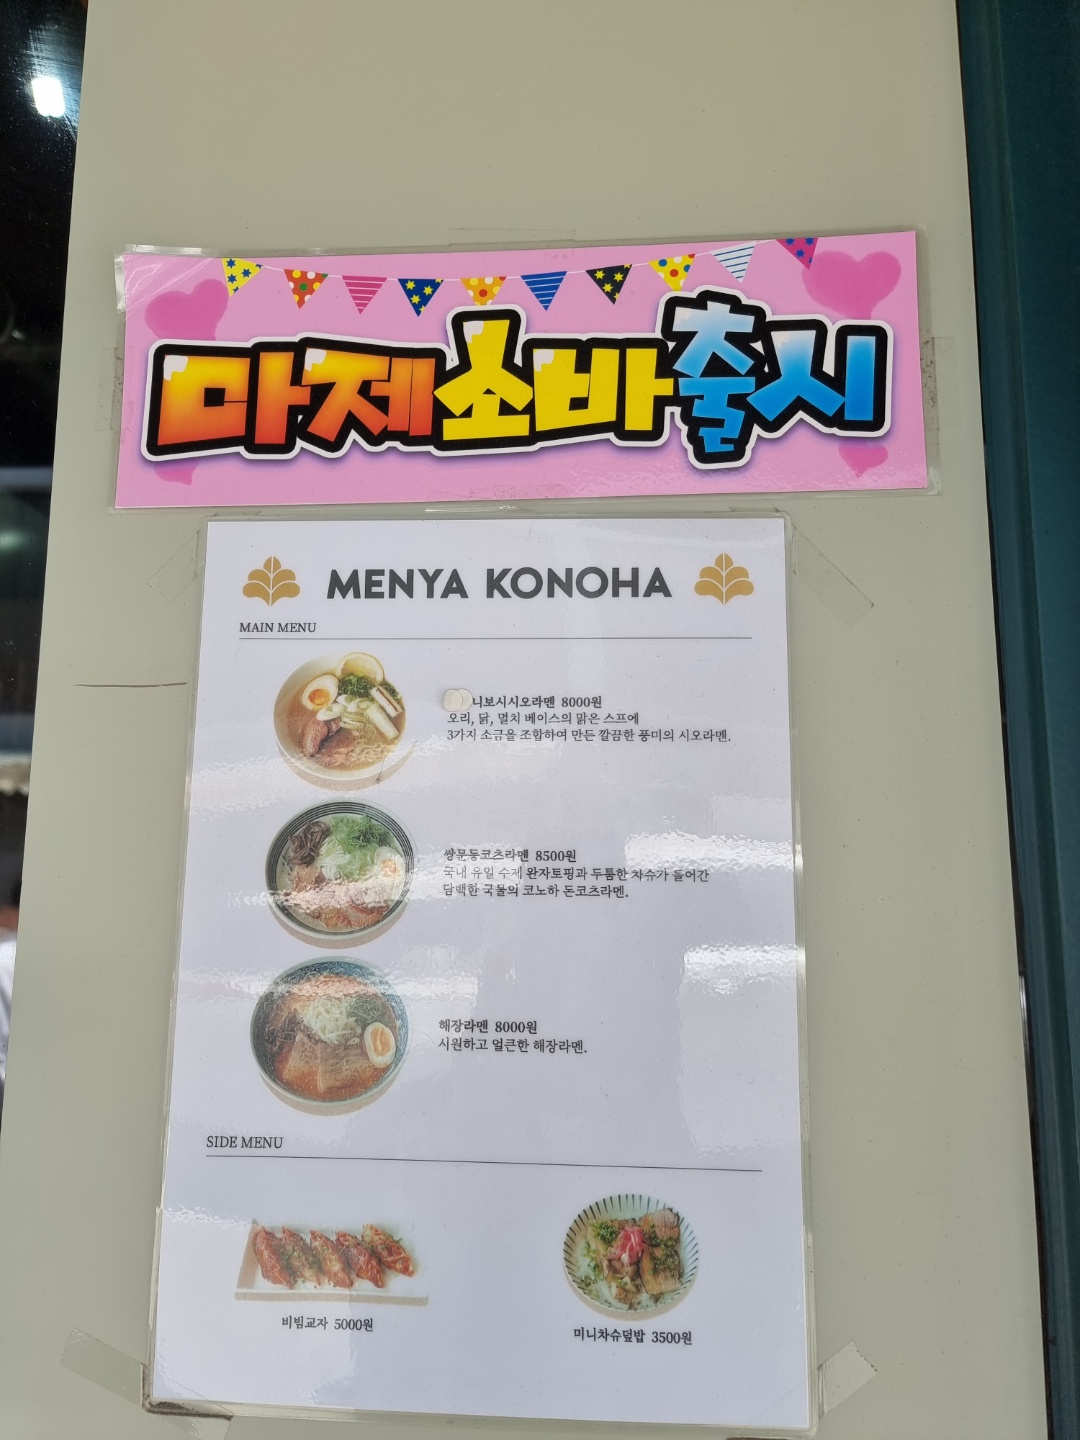 마제소바출시
MENYA KONOHA
MAIN MENU
니보시시오라멘 8000원
오리, 닭, 멸치 베이스의 맑은 스프에
3가지 소금을 조합하여 만든 깔끔한 풍미의 시오라멘.
쌍문동코츠라멘 8500원
국내 유일 수제 완자토핑과 두툼한 차슈가 들어간
담백한 국물의 코노하 돈코츠라멘.
해장라멘 8000원
시원하고 얼큰한 해장라멘.
SIDE MENU
비빔교자 5000원
미니차슈덮밥 3500원